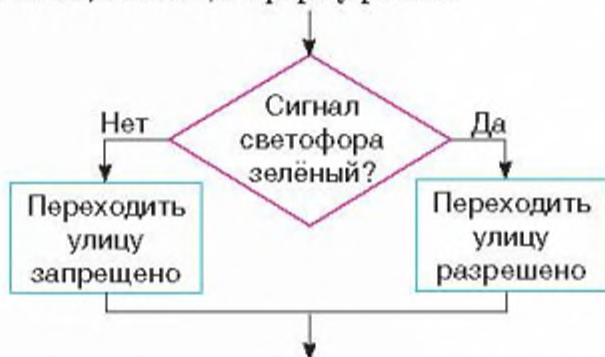 Сигнал
светофора
зелёный?
Нет
Да
Переходить
улицу
запрещено
Переходить
улицу
разрешено